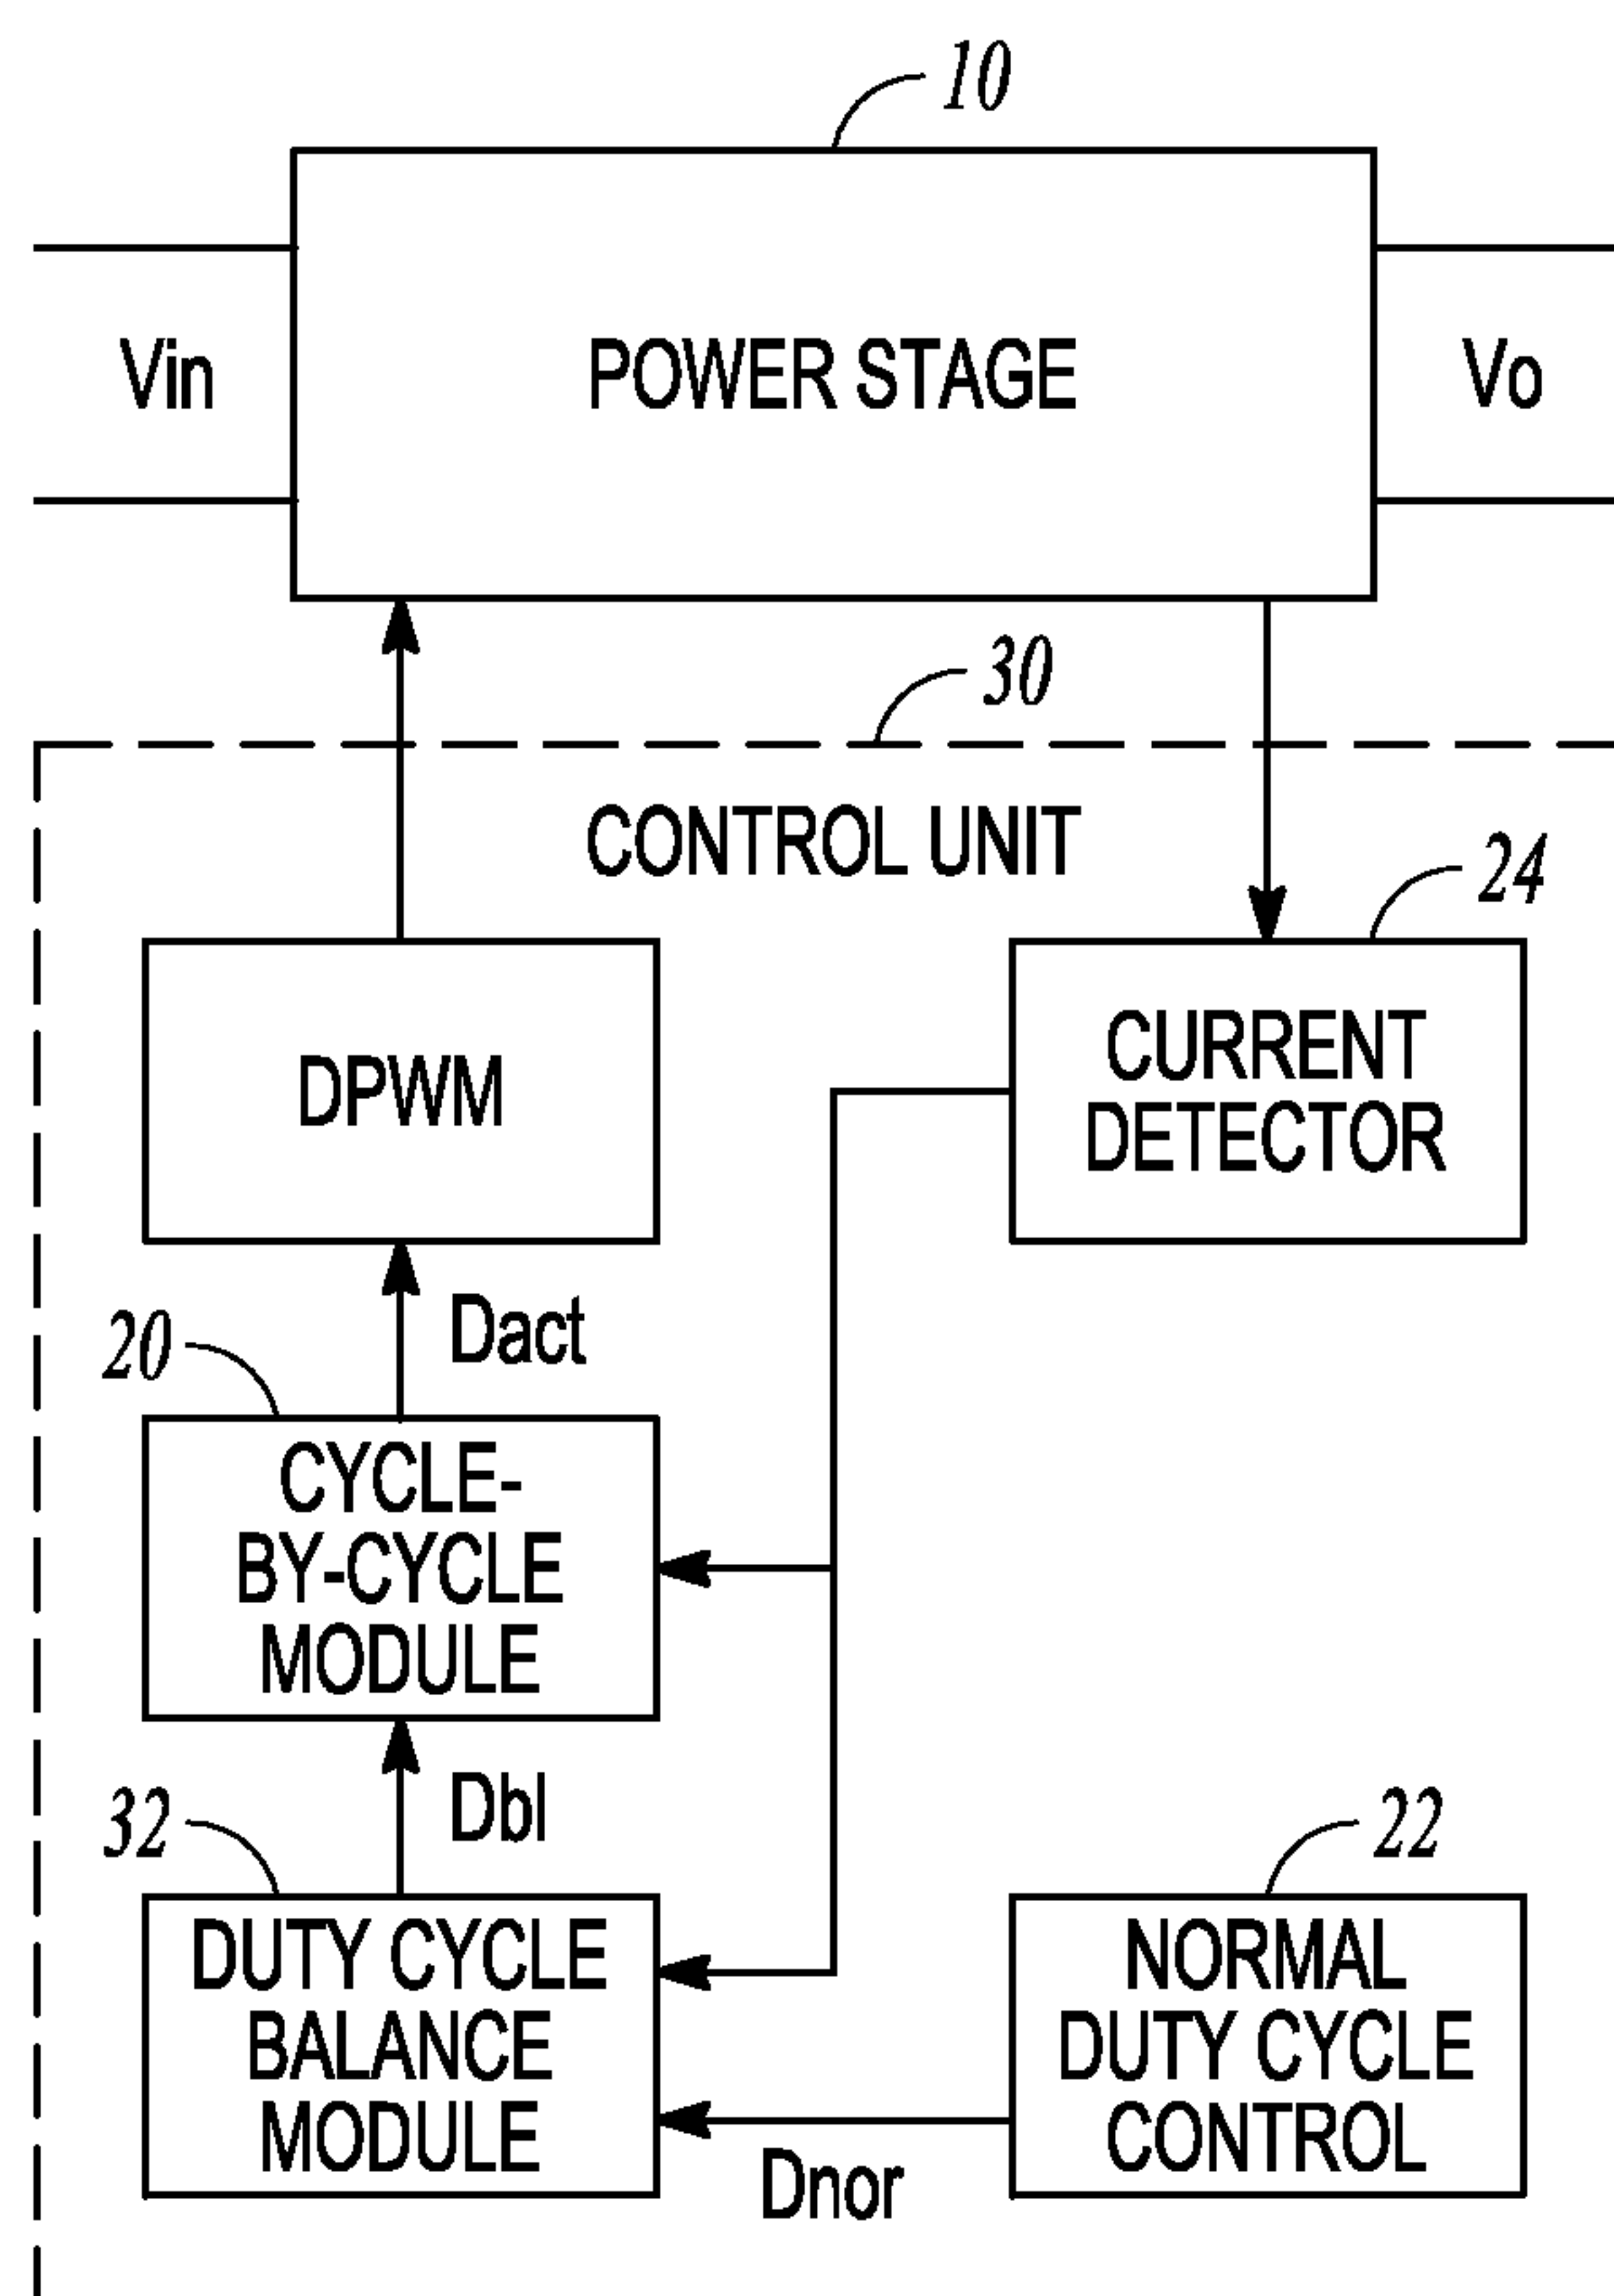 10
Vin
POWER STAGE
Vo
30
CONTROL UNIT
24
DPWM
CURRENT
DETECTOR
20
Dact
CYCLE-
BY-CYCLE
MODULE
32
Dbl
22
DUTY CYCLE
BALANCE
MODULE
NORMAL
DUTY CYCLE
CONTROL
Dnor